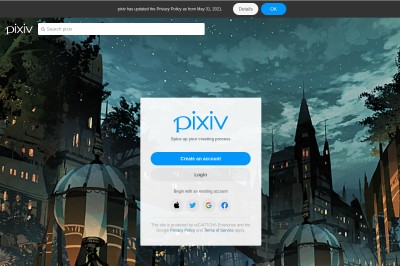 pixiv has updated the Privacy Policy as from May 31, 2021.
Details
OK
pixiv
Search pixiv
pixiv
Spice up your creating process
Create an account
Login
Begin with an existing account
This site is protected by reCAPTCHA Enterprise and the
Google Privacy Policy and Terms of Service apply.